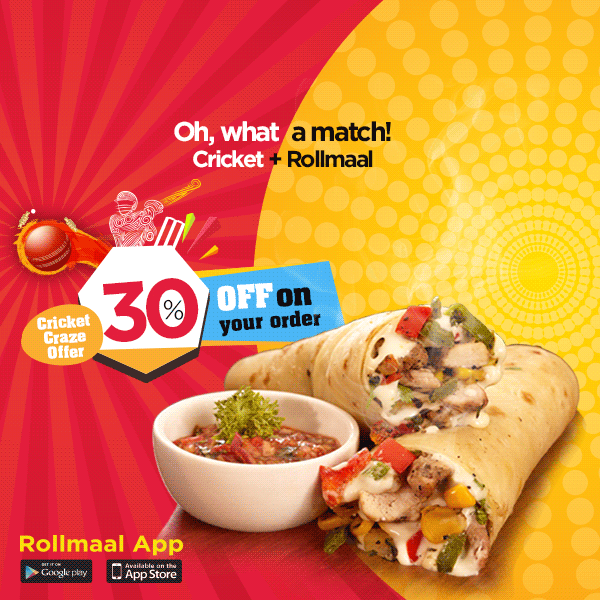 Oh, what a match!
Cricket + Rollmaal
30%
OFF on
your order
Cricket
Craze
Offer
Rollmaal App
GET IT ON
Google play
Available on the
App Store